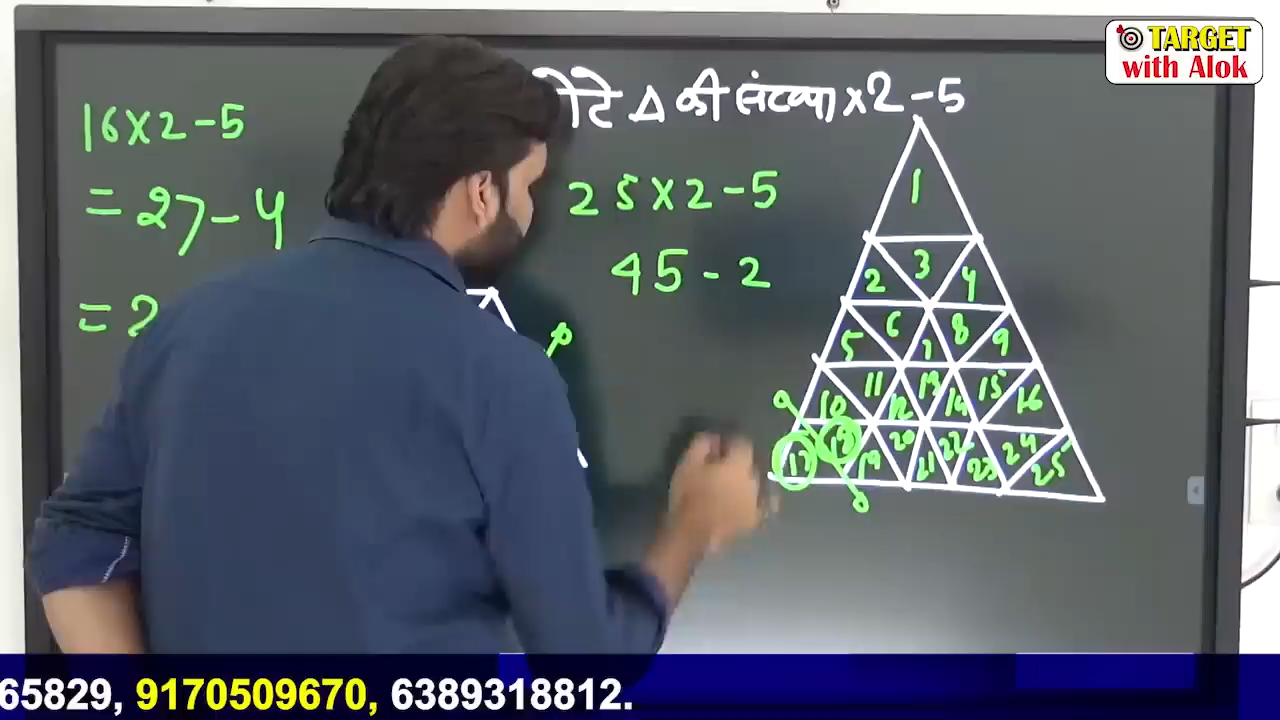 TARGET
with Alok
Δ की संख्या × 2 - 5
16 × 2 - 5
= 27 - 4
= 2
25 × 2 - 5
45 - 2
1
2 3 4
5 6 7 8 9
10 11 12 13 14 15 16
17 18 19 20 21 22 23 24 25
65829, 9170509670, 6389318812.